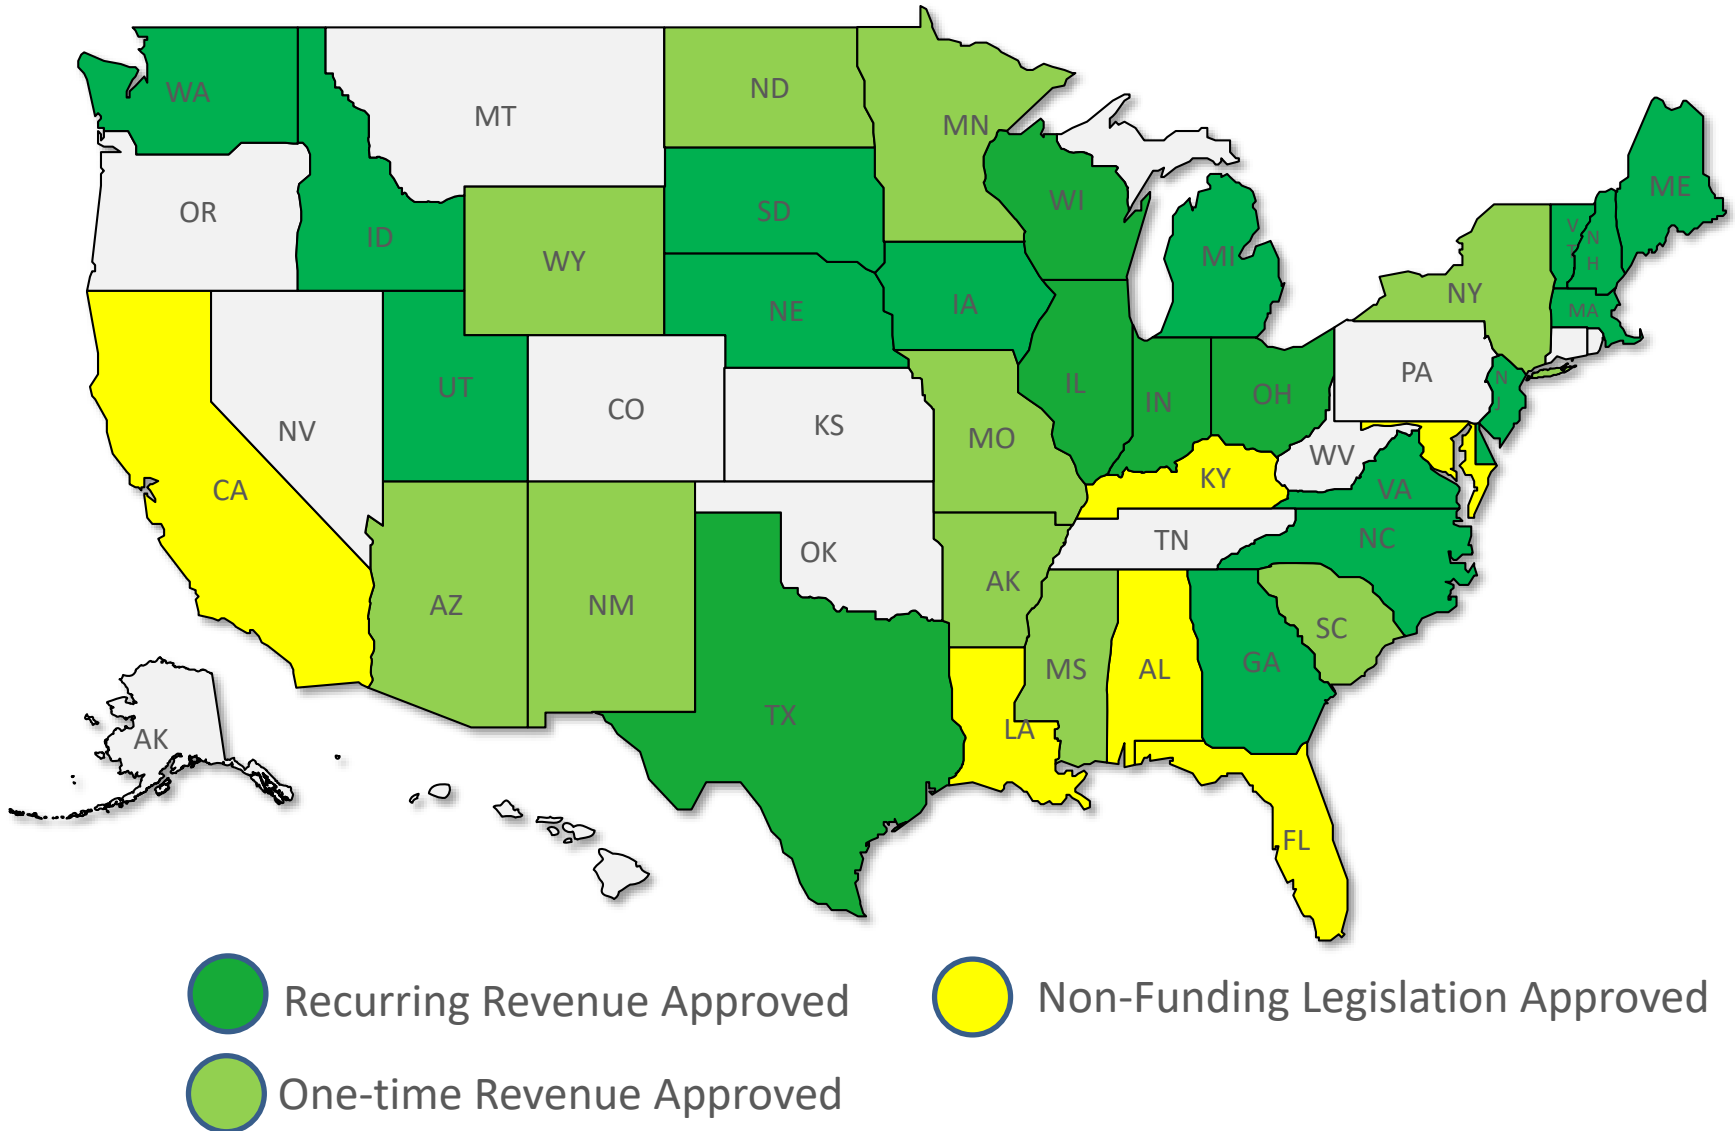 WA
MT
ND
MN
OR
ID
WY
SD
WI
MI
ME
V
T
N
H
NY
MA
NV
UT
CO
NE
KS
IA
MO
IL
IN
OH
PA
N
J
CA
AZ
NM
OK
AK
KY
WV
VA
TN
NC
SC
TX
LA
MS
AL
GA
FL
AK
Recurring Revenue Approved
Non-Funding Legislation Approved
One-time Revenue Approved